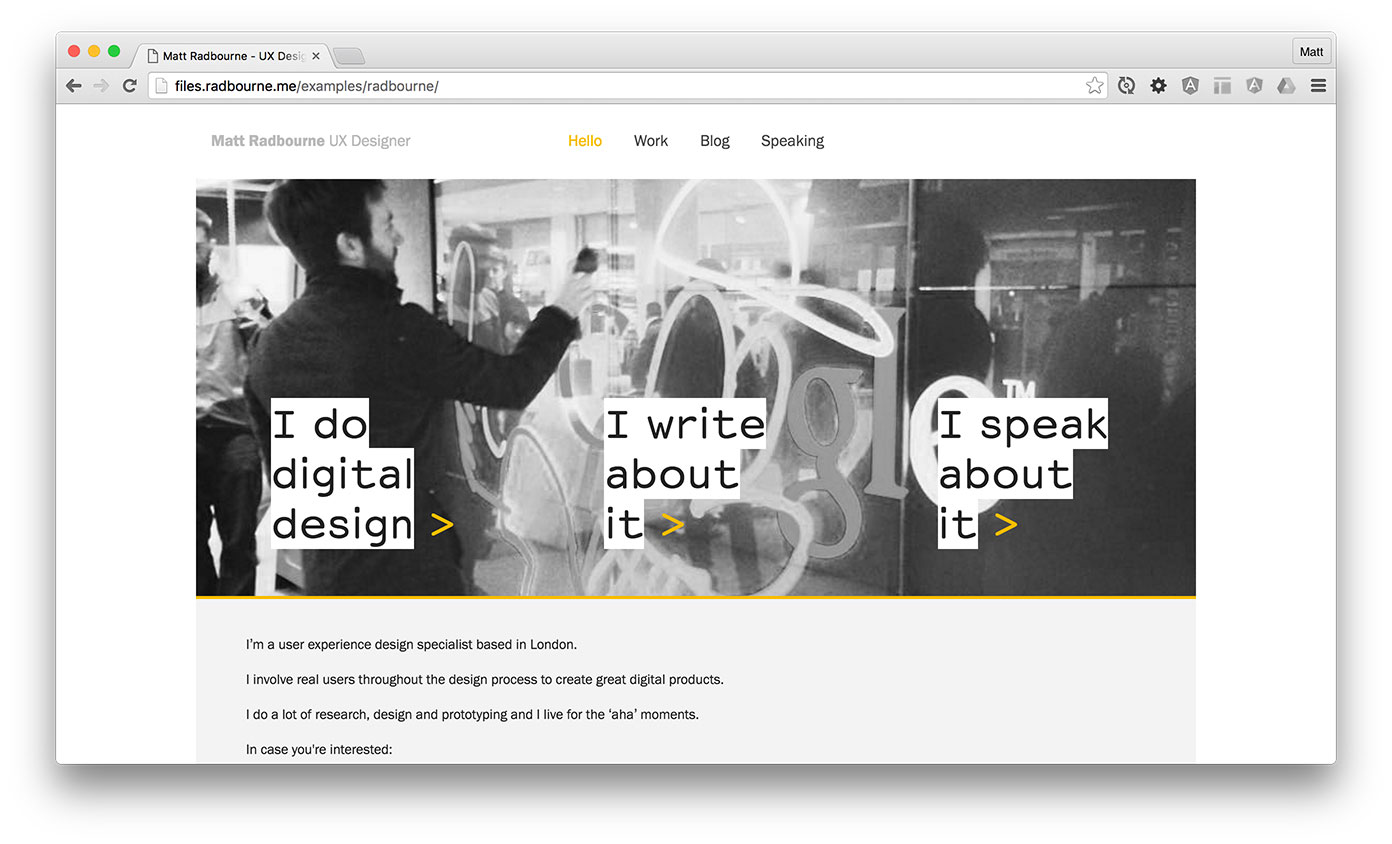 Matt Radbourne - UX Desig
Matt
files.radbourne.me/examples/radbourne/
Matt Radbourne UX Designer
Hello Work Blog Speaking
TM
I do
digital
design >
I write
about
it >
I speak
about
it >
I’m a user experience design specialist based in London.
I involve real users throughout the design process to create great digital products.
I do a lot of research, design and prototyping and I live for the ‘aha’ moments.
In case you're interested: